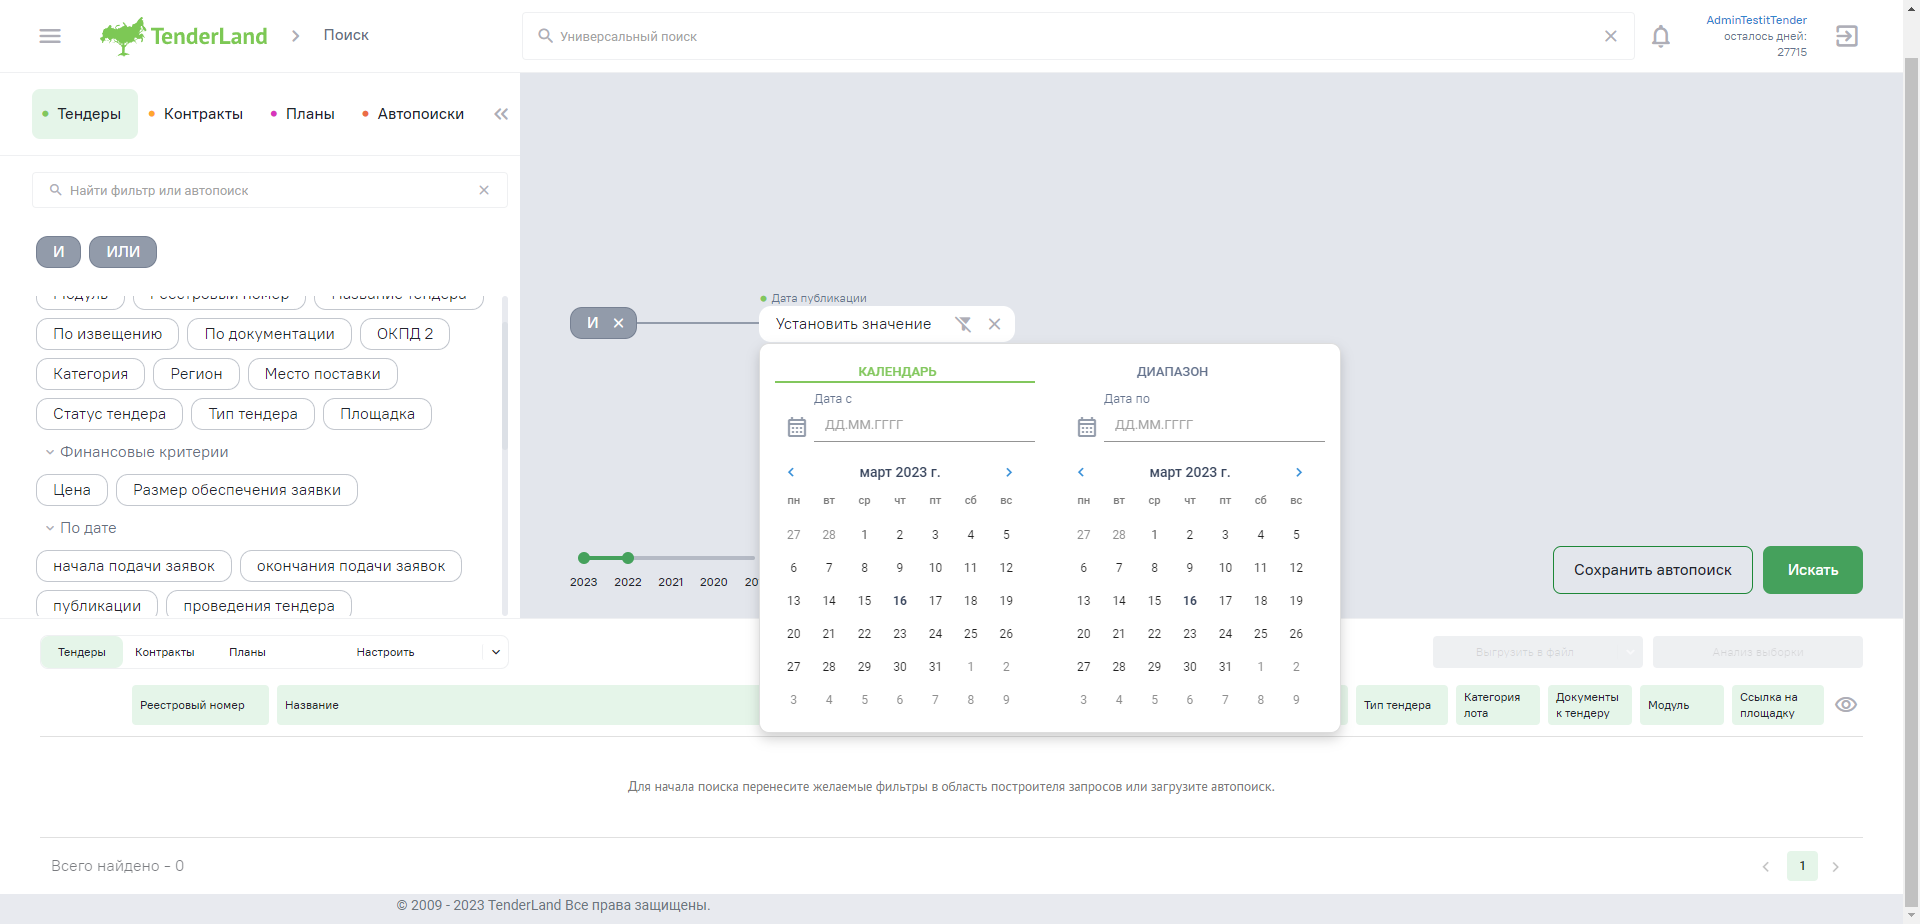 TenderLand
Поиск
Универсальный поиск
AdminTestitTender
осталось дней:
27715
Тендеры
Контракты
Планы
Автопоиски
Найти фильтр или автопоиск
И
ИЛИ
Модуль
Реестровый номер
Название тендера
По извещению
По документации
ОКПД 2
Категория
Регион
Место поставки
Статус тендера
Тип тендера
Площадка
Финансовые критерии
Цена
Размер обеспечения заявки
По дате
начала подачи заявок
окончания подачи заявок
публикации
проведения тендера
И
Дата публикации
Установить значение
КАЛЕНДАРЬ
ДИАПАЗОН
Дата с
ДД.ММ.ГГГГ
март 2023 г.
пн вт ср чт пт сб вс
27 28 1 2 3 4 5
6 7 8 9 10 11 12
13 14 15 16 17 18 19
20 21 22 23 24 25 26
27 28 29 30 31 1 2
3 4 5 6 7 8 9
Дата по
ДД.ММ.ГГГГ
март 2023 г.
пн вт ср чт пт сб вс
27 28 1 2 3 4 5
6 7 8 9 10 11 12
13 14 15 16 17 18 19
20 21 22 23 24 25 26
27 28 29 30 31 1 2
3 4 5 6 7 8 9
2023 2022 2021 2020 20
Сохранить автопоиск
Искать
Тендеры
Контракты
Планы
Настроить
Выгрузить в файл
Анализ выборки
Реестровый номер
Название
Тип тендера
Категория
лота
Документы
к тендеру
Модуль
Ссылка на
площадку
Для начала поиска перенесите желаемые фильтры в область построителя запросов или загрузите автопоиск.
Всего найдено - 0
1
© 2009 - 2023 TenderLand Все права защищены.